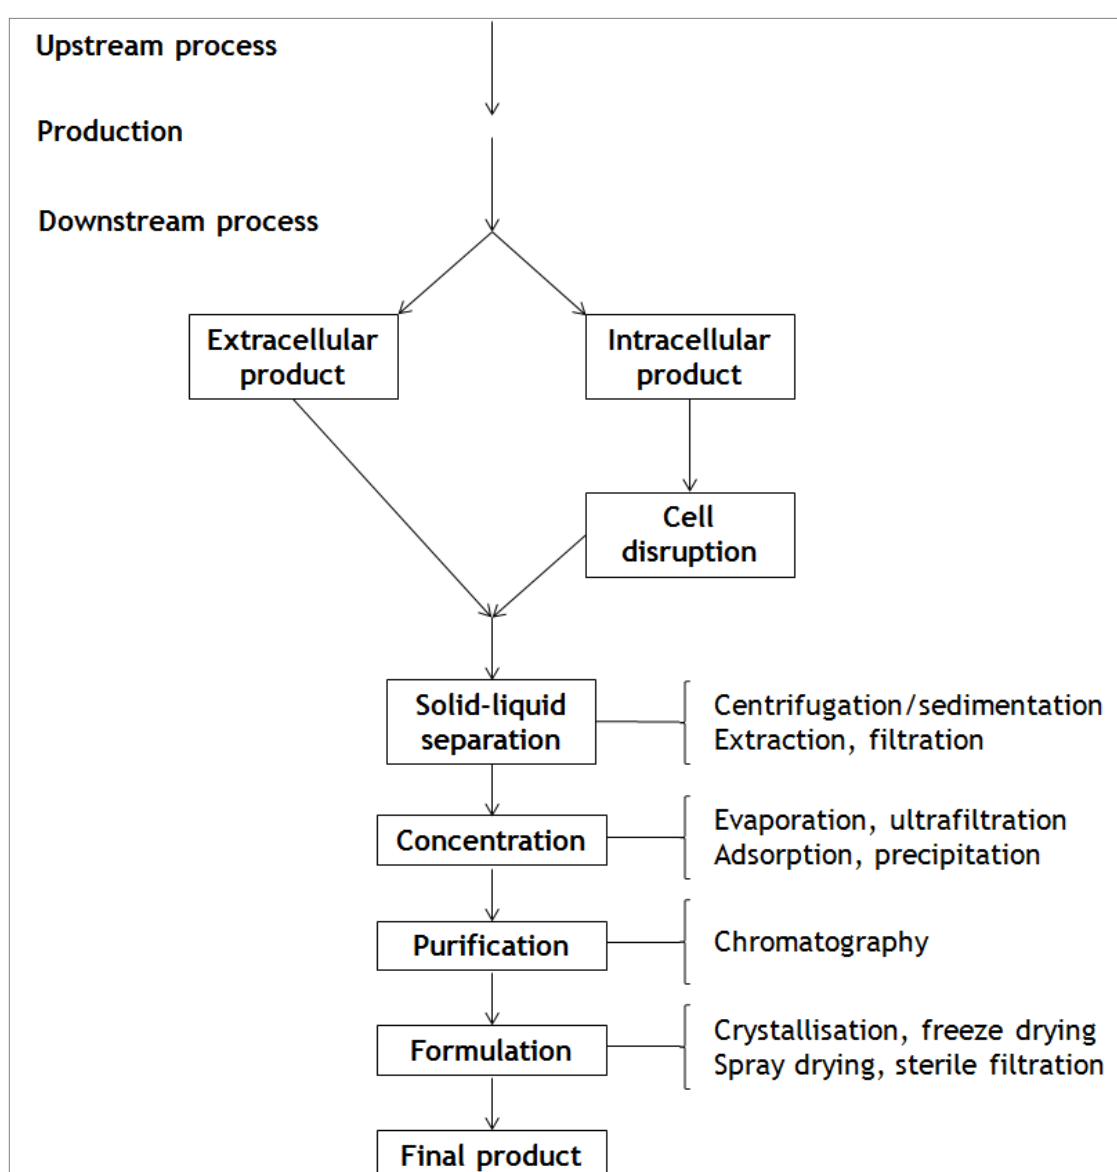 Upstream process
Production
Downstream process
Extracellular
product
Intracellular
product
Cell
disruption
Solid-liquid
separation
Centrifugation/sedimentation
Extraction, filtration
Concentration
Evaporation, ultrafiltration
Adsorption, precipitation
Purification
Chromatography
Formulation
Crystallisation, freeze drying
Spray drying, sterile filtration
Final product